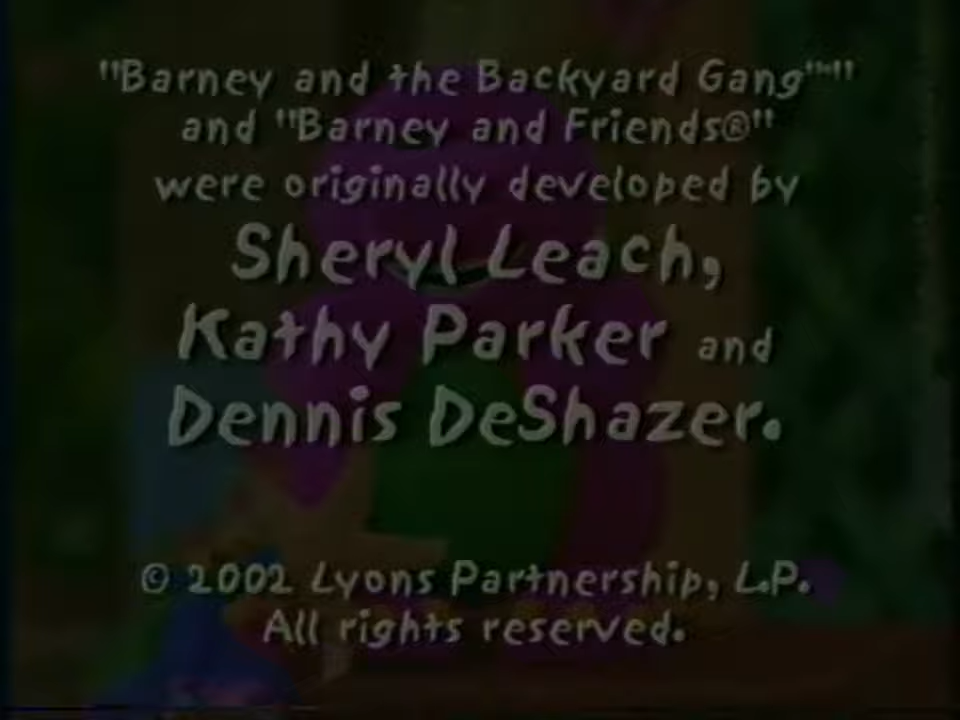 "Barney and the Backyard Gang™"
and "Barney and Friends®"
were originally developed by
Sheryl Leach,
Kathy Parker and
Dennis DeShazer.
© 2002 Lyons Partnership, L.P.
All rights reserved.